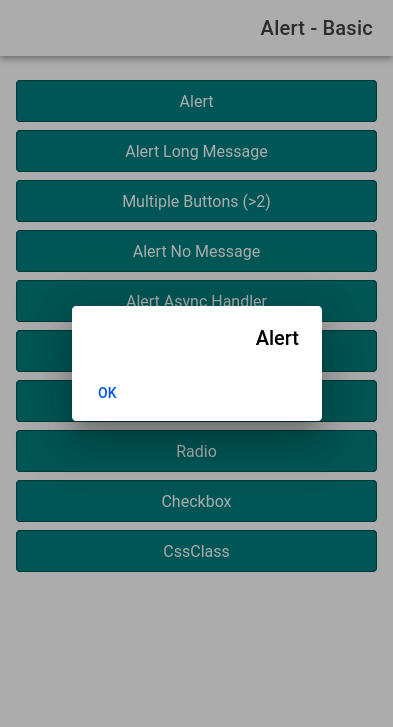 Alert - Basic
Alert
Alert Long Message
Multiple Buttons (>2)
Alert No Message
Alert Async Handler
Alert
OK
Radio
Checkbox
CssClass